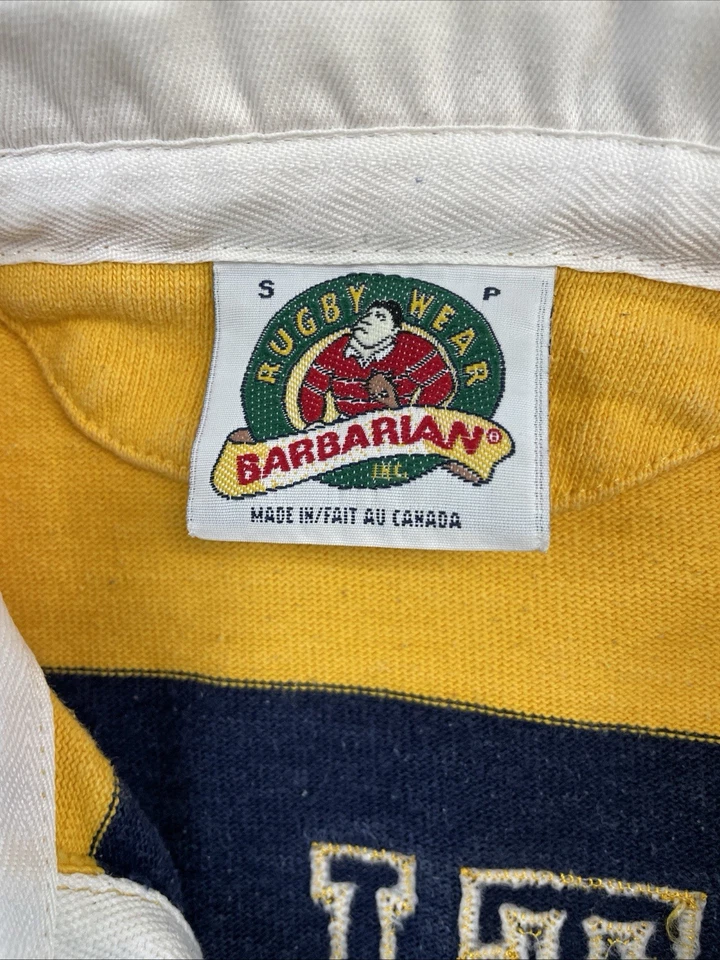 S P
RUGBY WEAR
BARBARIAN®
INC.
MADE IN/FAIT AU CANADA